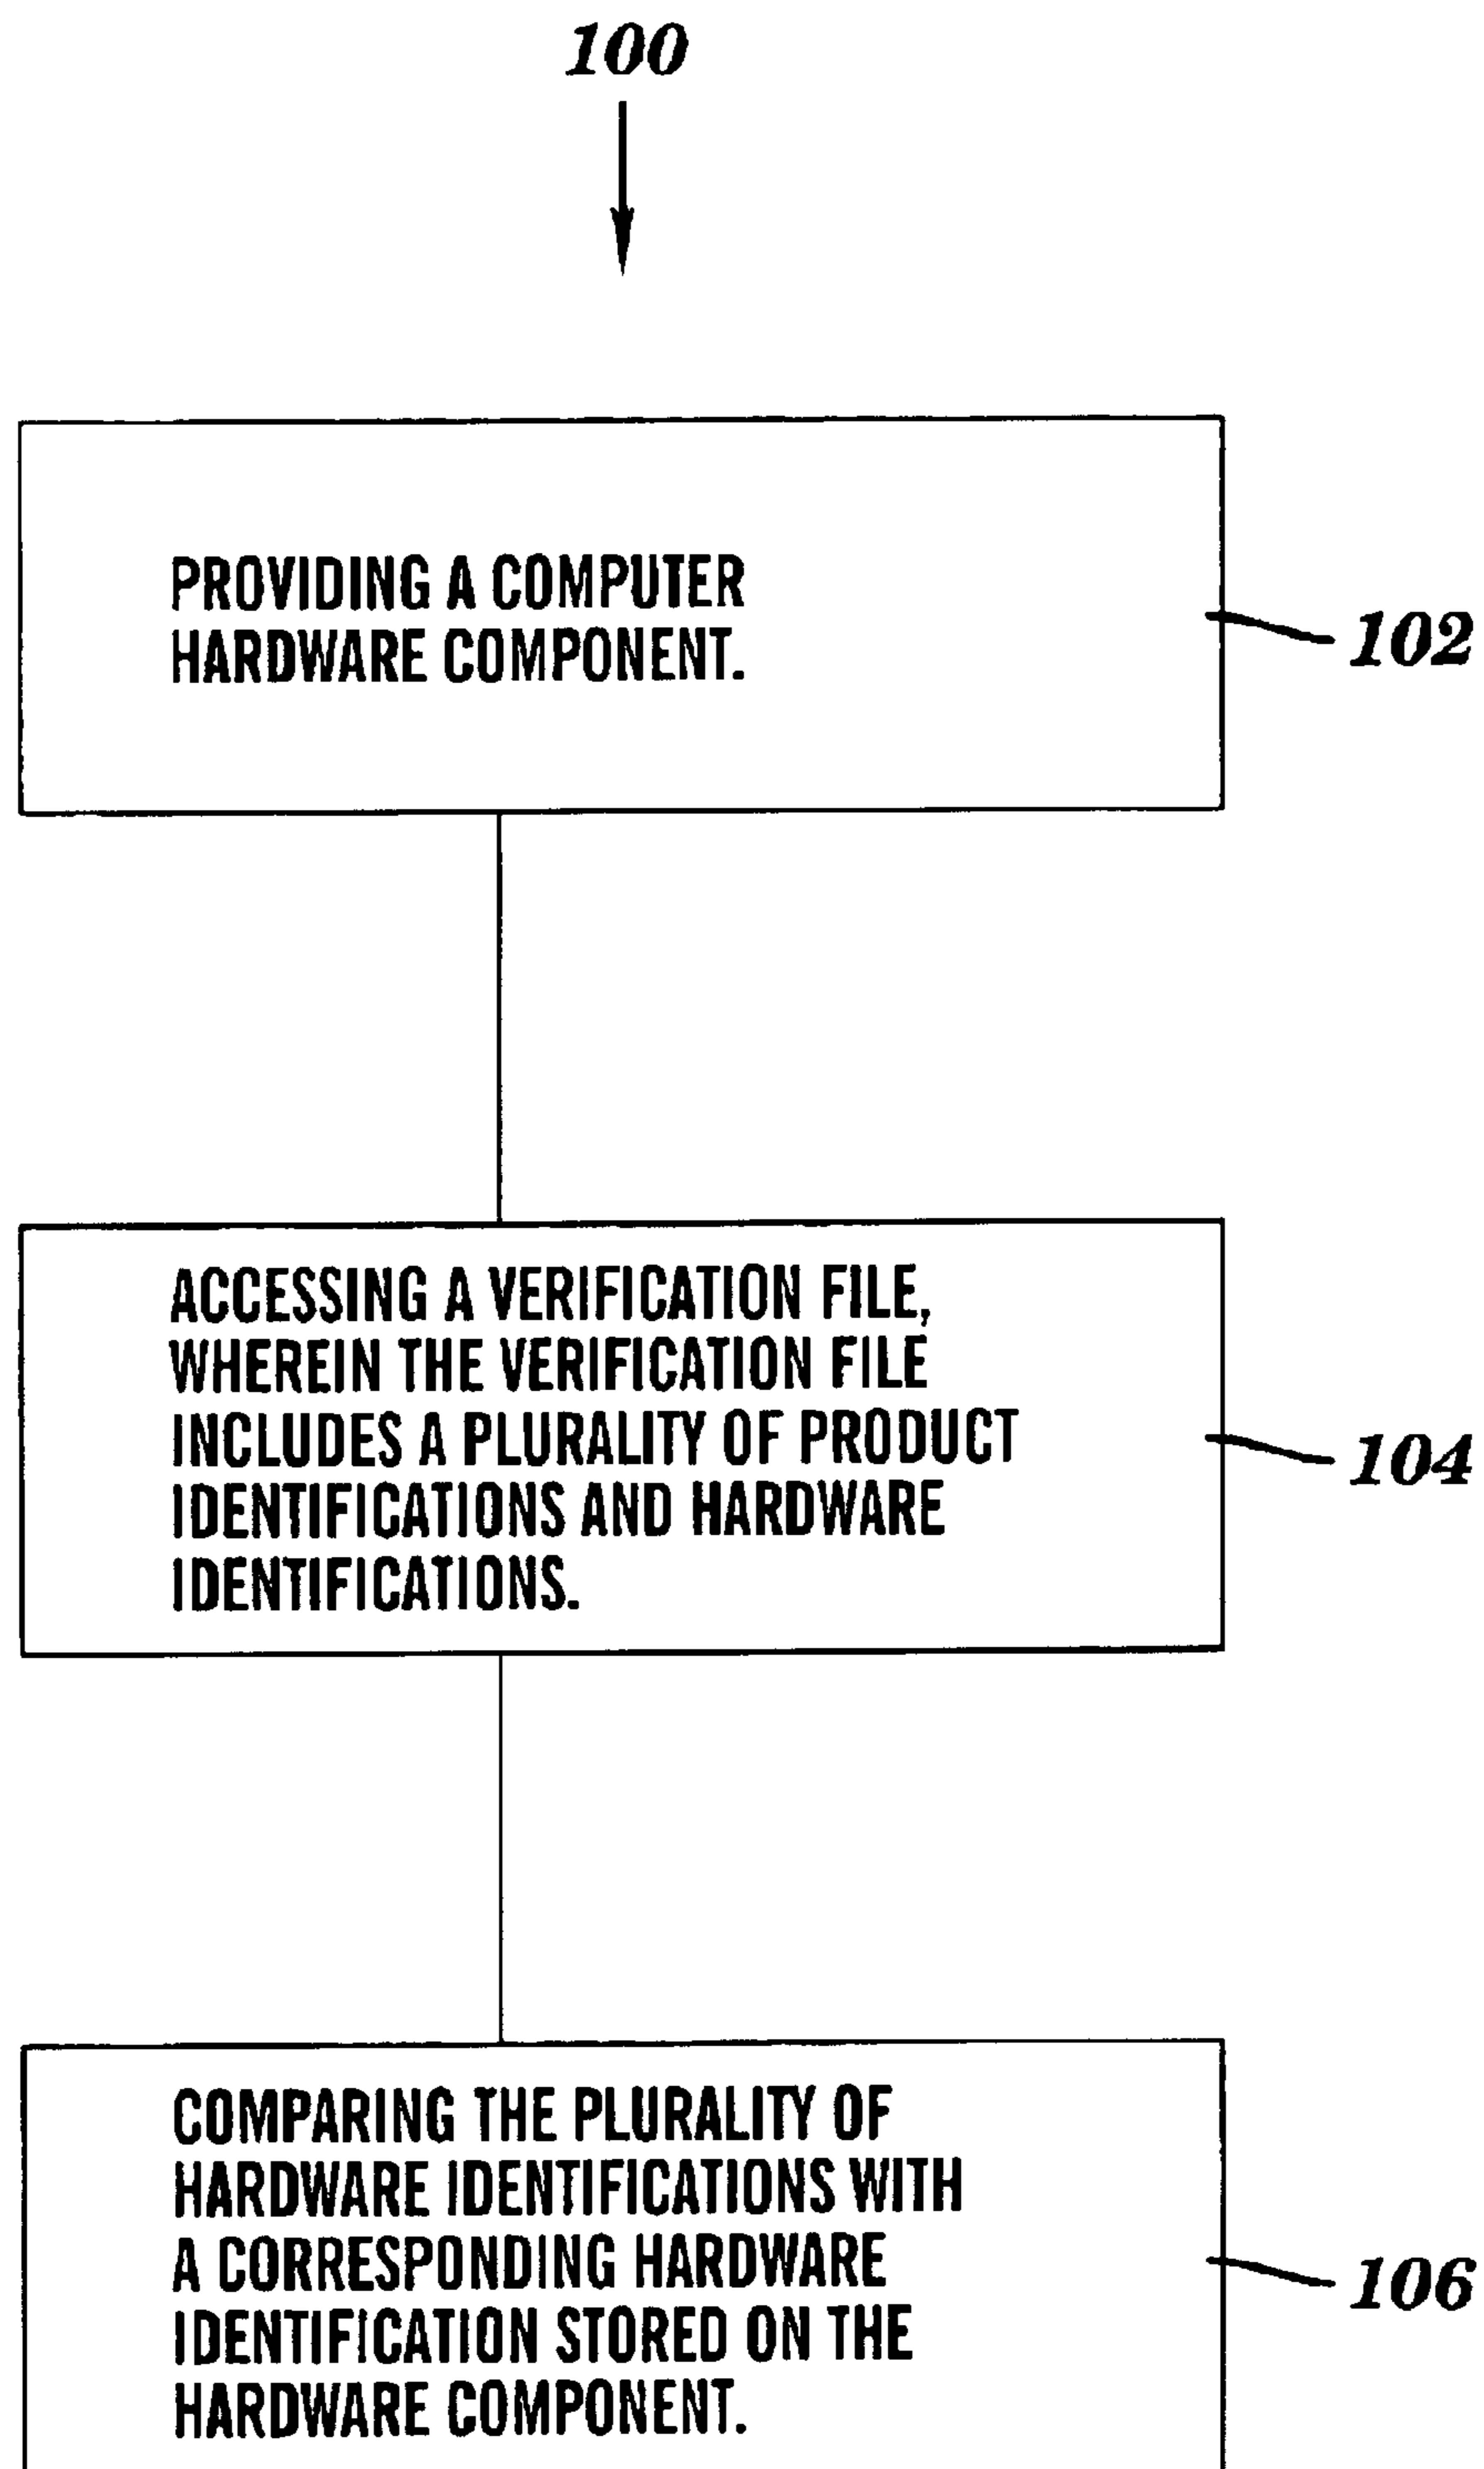 100
PROVIDING A COMPUTER
HARDWARE COMPONENT.
102
ACCESSING A VERIFICATION FILE,
WHEREIN THE VERIFICATION FILE
INCLUDES A PLURALITY OF PRODUCT
IDENTIFICATIONS AND HARDWARE
IDENTIFICATIONS.
104
COMPARING THE PLURALITY OF
HARDWARE IDENTIFICATIONS WITH
A CORRESPONDING HARDWARE
IDENTIFICATION STORED ON THE
HARDWARE COMPONENT.
106